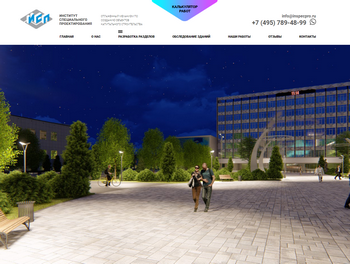 ИСП
ИНСТИТУТ
СПЕЦИАЛЬНОГО
ПРОЕКТИРОВАНИЯ
КАЛЬКУЛЯТОР
РАБОТ
info@inspecpro.ru
+7 (495) 789-48-99
ГЛАВНАЯ О НАС РАЗРАБОТКА РАЗДЕЛОВ ОБСЛЕДОВАНИЕ ЗДАНИЙ НАШИ РАБОТЫ ОТЗЫВЫ КОНТАКТЫ